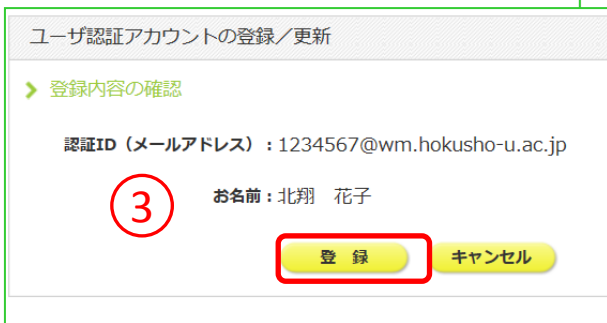 ユーザ認証アカウントの登録／更新
登録内容の確認
認証ID（メールアドレス）：1234567@wm.hokusho-u.ac.jp
お名前：北翔　花子
3
登　録　キャンセル